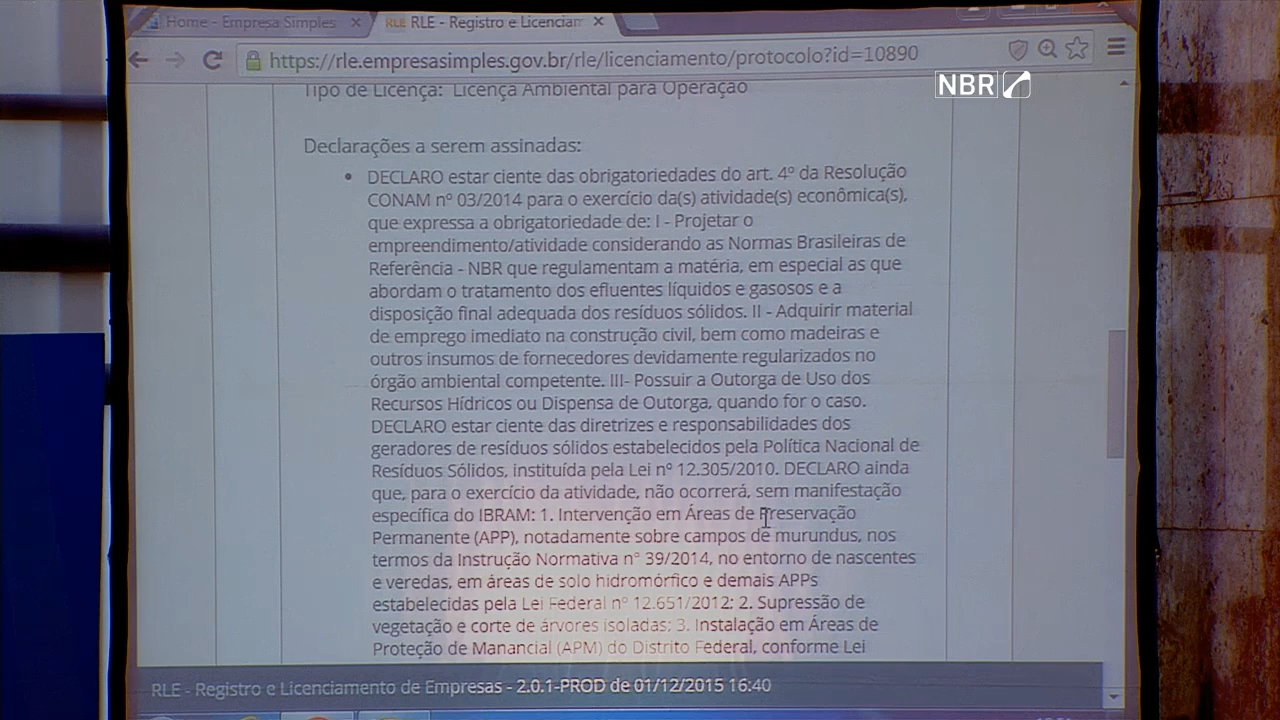 Home - Empresa Simples
RLE RLE - Registro e Licencian
https://rle.empresasimples.gov.br/rle/licenciamento/protocolo?id=10890
NBR
Tipo de Licença: Licença Ambiental para Operação
Declarações a serem assinadas:
• DECLARO estar ciente das obrigatoriedades do art. 4º da Resolução
CONAM nº 03/2014 para o exercício da(s) atividade(s) econômica(s),
que expressa a obrigatoriedade de: I - Projetar o
empreendimento/atividade considerando as Normas Brasileiras de
Referência - NBR que regulamentam a matéria, em especial as que
abordam o tratamento dos efluentes líquidos e gasosos e a
disposição final adequada dos resíduos sólidos. II - Adquirir material
de emprego imediato na construção civil, bem como madeiras e
outros insumos de fornecedores devidamente regularizados no
órgão ambiental competente. III- Possuir a Outorga de Uso dos
Recursos Hídricos ou Dispensa de Outorga, quando for o caso.
DECLARO estar ciente das diretrizes e responsabilidades dos
geradores de resíduos sólidos estabelecidos pela Política Nacional de
Resíduos Sólidos, instituída pela Lei nº 12.305/2010. DECLARO ainda
que, para o exercício da atividade, não ocorrerá, sem manifestação
específica do IBRAM: 1. Intervenção em Áreas de Preservação
Permanente (APP), notadamente sobre campos de murundus, nos
termos da Instrução Normativa nº 39/2014, no entorno de nascentes
e veredas, em áreas de solo hidromórfico e demais APPs
estabelecidas pela Lei Federal nº 12.651/2012; 2. Supressão de
vegetação e corte de árvores isoladas; 3. Instalação em Áreas de
Proteção de Manancial (APM) do Distrito Federal, conforme Lei
RLE - Registro e Licenciamento de Empresas - 2.0.1-PROD de 01/12/2015 16:40